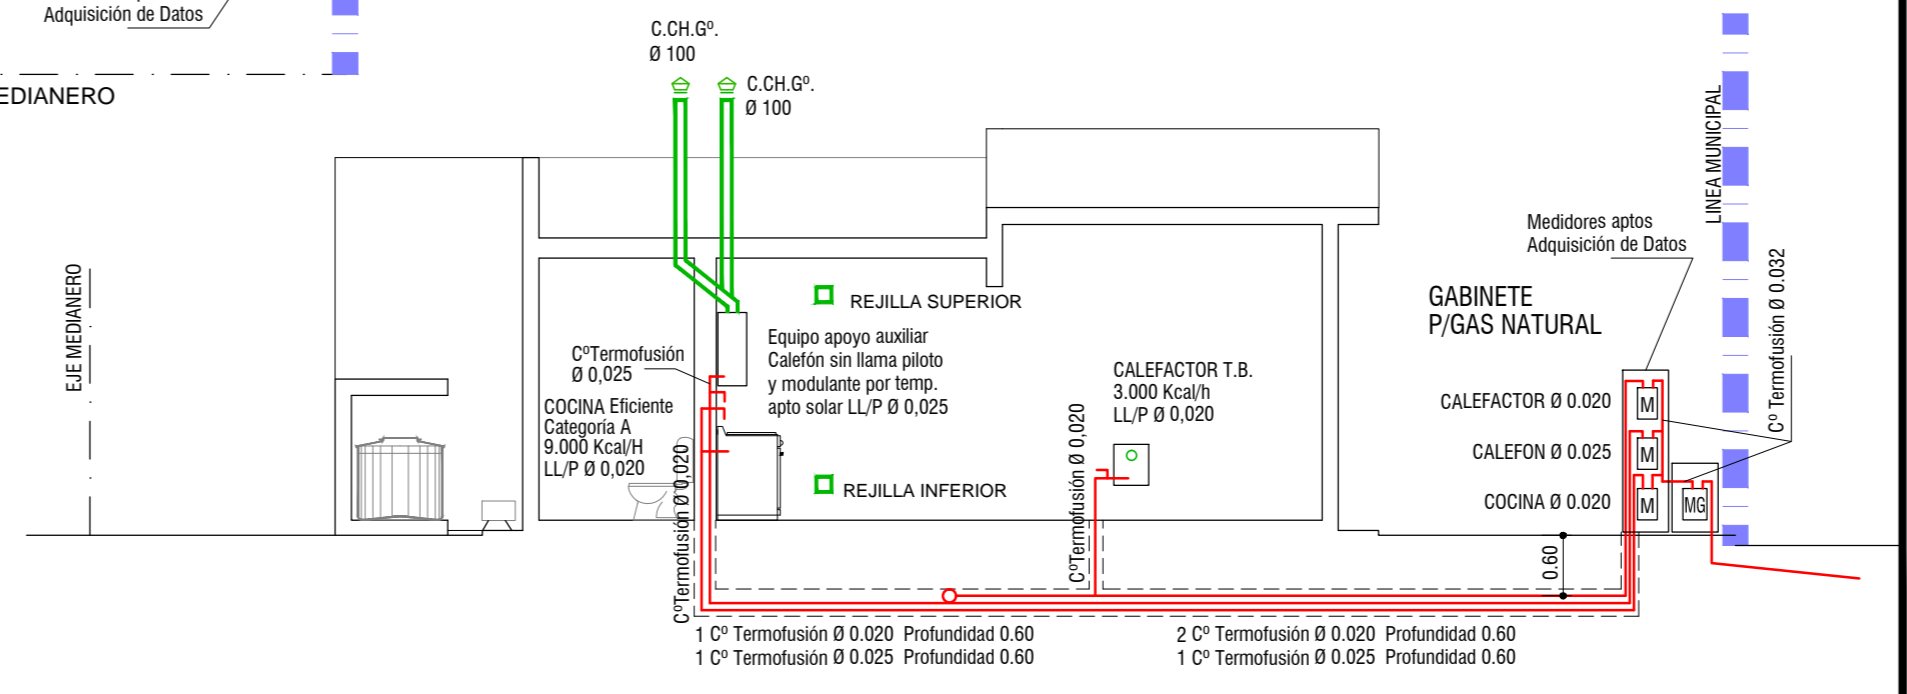 Adquisición de Datos
EDIANERO
C.CH.Gº.
Ø 100
C.CH.Gº.
Ø 100
EJE MEDIANERO
LINEA MUNICIPAL
Medidores aptos
Adquisición de Datos
Cº Termofusión Ø 0.032
GABINETE
P/GAS NATURAL
REJILLA SUPERIOR
Equipo apoyo auxiliar
Calefón sin llama piloto
y modulante por temp.
apto solar LL/P Ø 0,025
CºTermofusión
Ø 0,025
COCINA Eficiente
Categoría A
9.000 Kcal/H
LL/P Ø 0,020
CALEFACTOR T.B.
3.000 Kcal/h
LL/P Ø 0,020
CALEFACTOR Ø 0.020
M
CALEFON Ø 0.025
M
COCINA Ø 0.020
M
MG
REJILLA INFERIOR
CºTermofusión Ø 0,020
CºTermofusión Ø 0,020
0.60
1 Cº Termofusión Ø 0.020 Profundidad 0.60
1 Cº Termofusión Ø 0.025 Profundidad 0.60
2 Cº Termofusión Ø 0.020 Profundidad 0.60
1 Cº Termofusión Ø 0.025 Profundidad 0.60